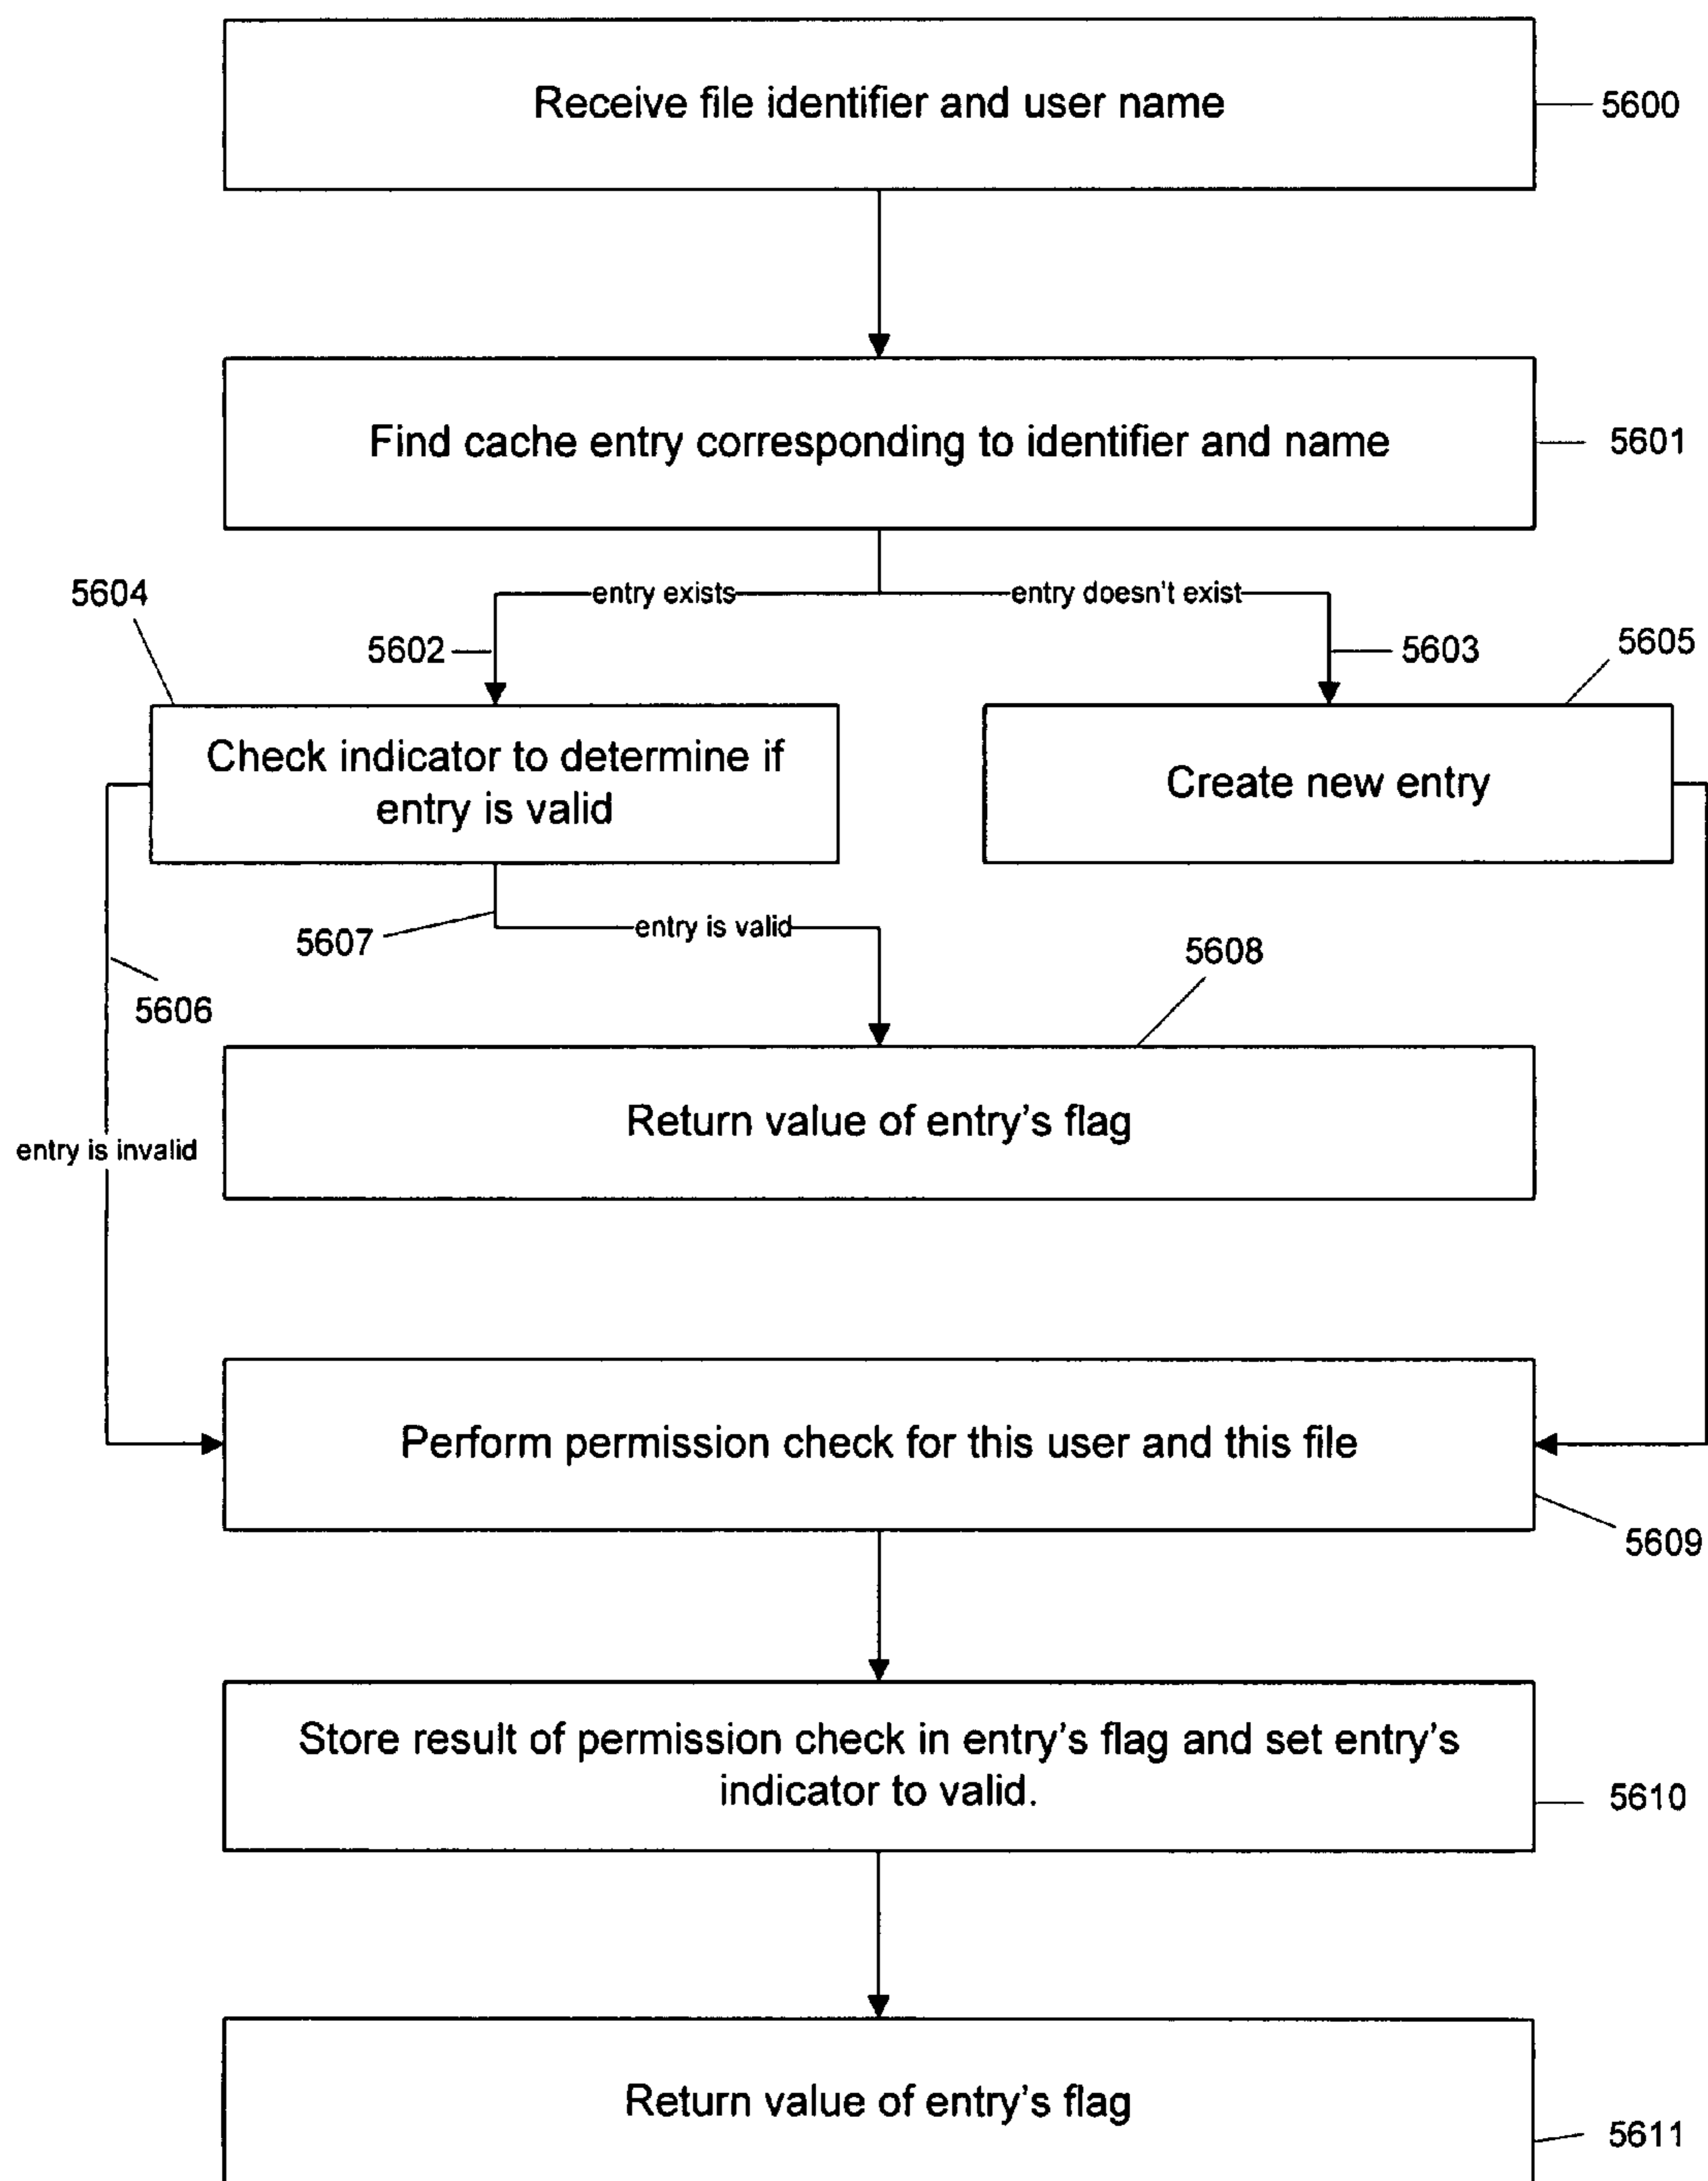 Receive file identifier and user name
5600
Find cache entry corresponding to identifier and name
5601
entry exists
entry doesn't exist
5604
5602
5603
5605
Check indicator to determine if
entry is valid
Create new entry
5607
entry is valid
5608
5606
Return value of entry's flag
entry is invalid
Perform permission check for this user and this file
5609
Store result of permission check in entry's flag and set entry's
indicator to valid.
5610
Return value of entry's flag
5611